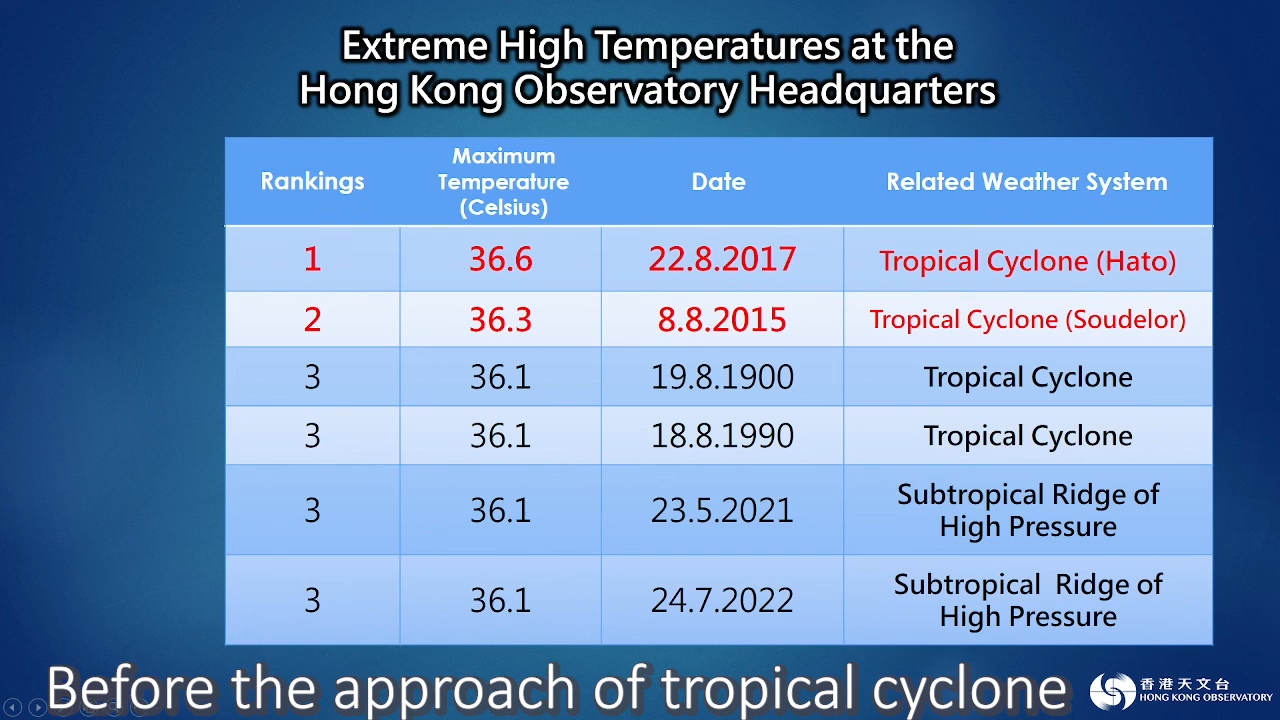 Extreme High Temperatures at the
Hong Kong Observatory Headquarters
Rankings
Maximum
Temperature
(Celsius)
Date
Related Weather System
1 36.6 22.8.2017 Tropical Cyclone (Hato)
2 36.3 8.8.2015 Tropical Cyclone (Soudelor)
3 36.1 19.8.1900 Tropical Cyclone
3 36.1 18.8.1990 Tropical Cyclone
3 36.1 23.5.2021 Subtropical Ridge of
High Pressure
3 36.1 24.7.2022 Subtropical Ridge of
High Pressure
Before the approach of tropical cyclone
香港天文台
HONG KONG OBSERVATORY